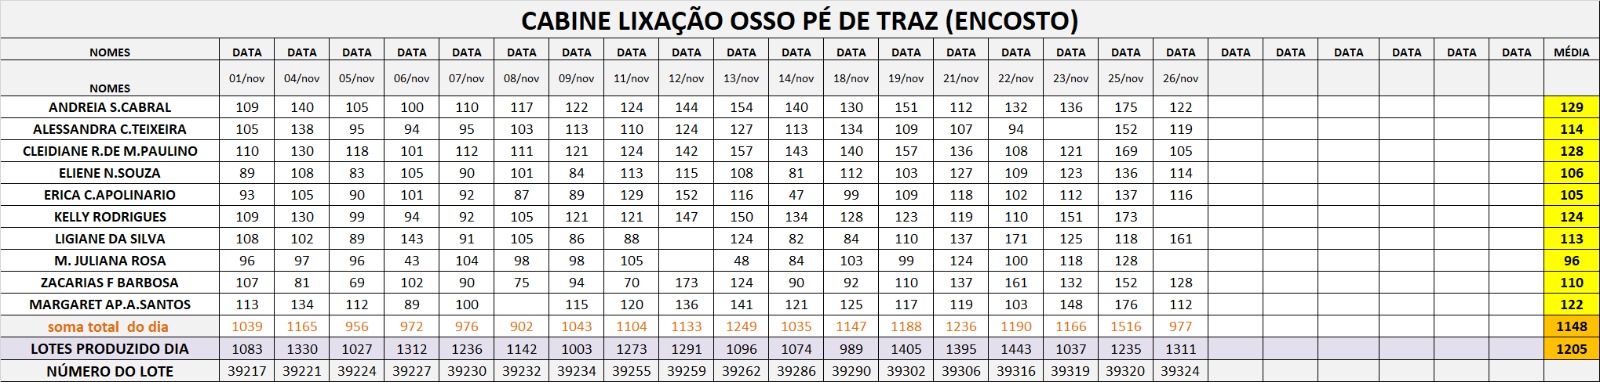 CABINE LIXAÇÃO OSSO PÉ DE TRAZ (ENCOSTO)
NOMES DATA DATA DATA DATA DATA DATA DATA DATA DATA DATA DATA DATA DATA DATA DATA DATA DATA DATA DATA DATA DATA DATA DATA DATA MÉDIA
NOMES 01/nov 04/nov 05/nov 06/nov 07/nov 08/nov 09/nov 11/nov 12/nov 13/nov 14/nov 18/nov 19/nov 21/nov 22/nov 23/nov 25/nov 26/nov
ANDREIA S.CABRAL 109 140 105 100 110 117 122 124 144 154 140 130 151 112 132 136 175 122 129
ALESSANDRA C.TEIXEIRA 105 138 95 94 95 103 113 110 124 127 113 134 109 107 94 152 119 114
CLEIDIANE R.DE M.PAULINO 110 130 118 101 112 111 121 124 142 157 143 140 157 136 108 121 169 105 128
ELIENE N.SOUZA 89 108 83 105 90 101 84 113 115 108 81 112 103 127 109 123 136 114 106
ERICA C.APOLINARIO 93 105 90 101 92 87 89 129 152 116 47 99 109 118 102 112 137 116 105
KELLY RODRIGUES 109 130 99 94 92 105 121 121 147 150 134 128 123 119 110 151 173 124
LIGIANE DA SILVA 108 102 89 143 91 105 86 88 124 82 84 110 137 171 125 118 161 113
M. JULIANA ROSA 96 97 96 43 104 98 98 105 48 84 103 99 124 100 118 128 96
ZACARIAS F BARBOSA 107 81 69 102 90 75 94 70 173 124 90 92 110 137 161 132 152 128 110
MARGARET AP.A.SANTOS 113 134 112 89 100 115 120 136 141 121 125 117 119 103 148 176 112 122
soma total do dia 1039 1165 956 972 976 902 1043 1104 1133 1249 1035 1147 1188 1236 1190 1166 1516 977 1148
LOTES PRODUZIDO DIA 1083 1330 1027 1312 1236 1142 1003 1273 1291 1096 1074 989 1405 1395 1443 1037 1235 1311 1205
NÚMERO DO LOTE 39217 39221 39224 39227 39230 39232 39234 39255 39259 39262 39286 39290 39302 39306 39316 39319 39320 39324